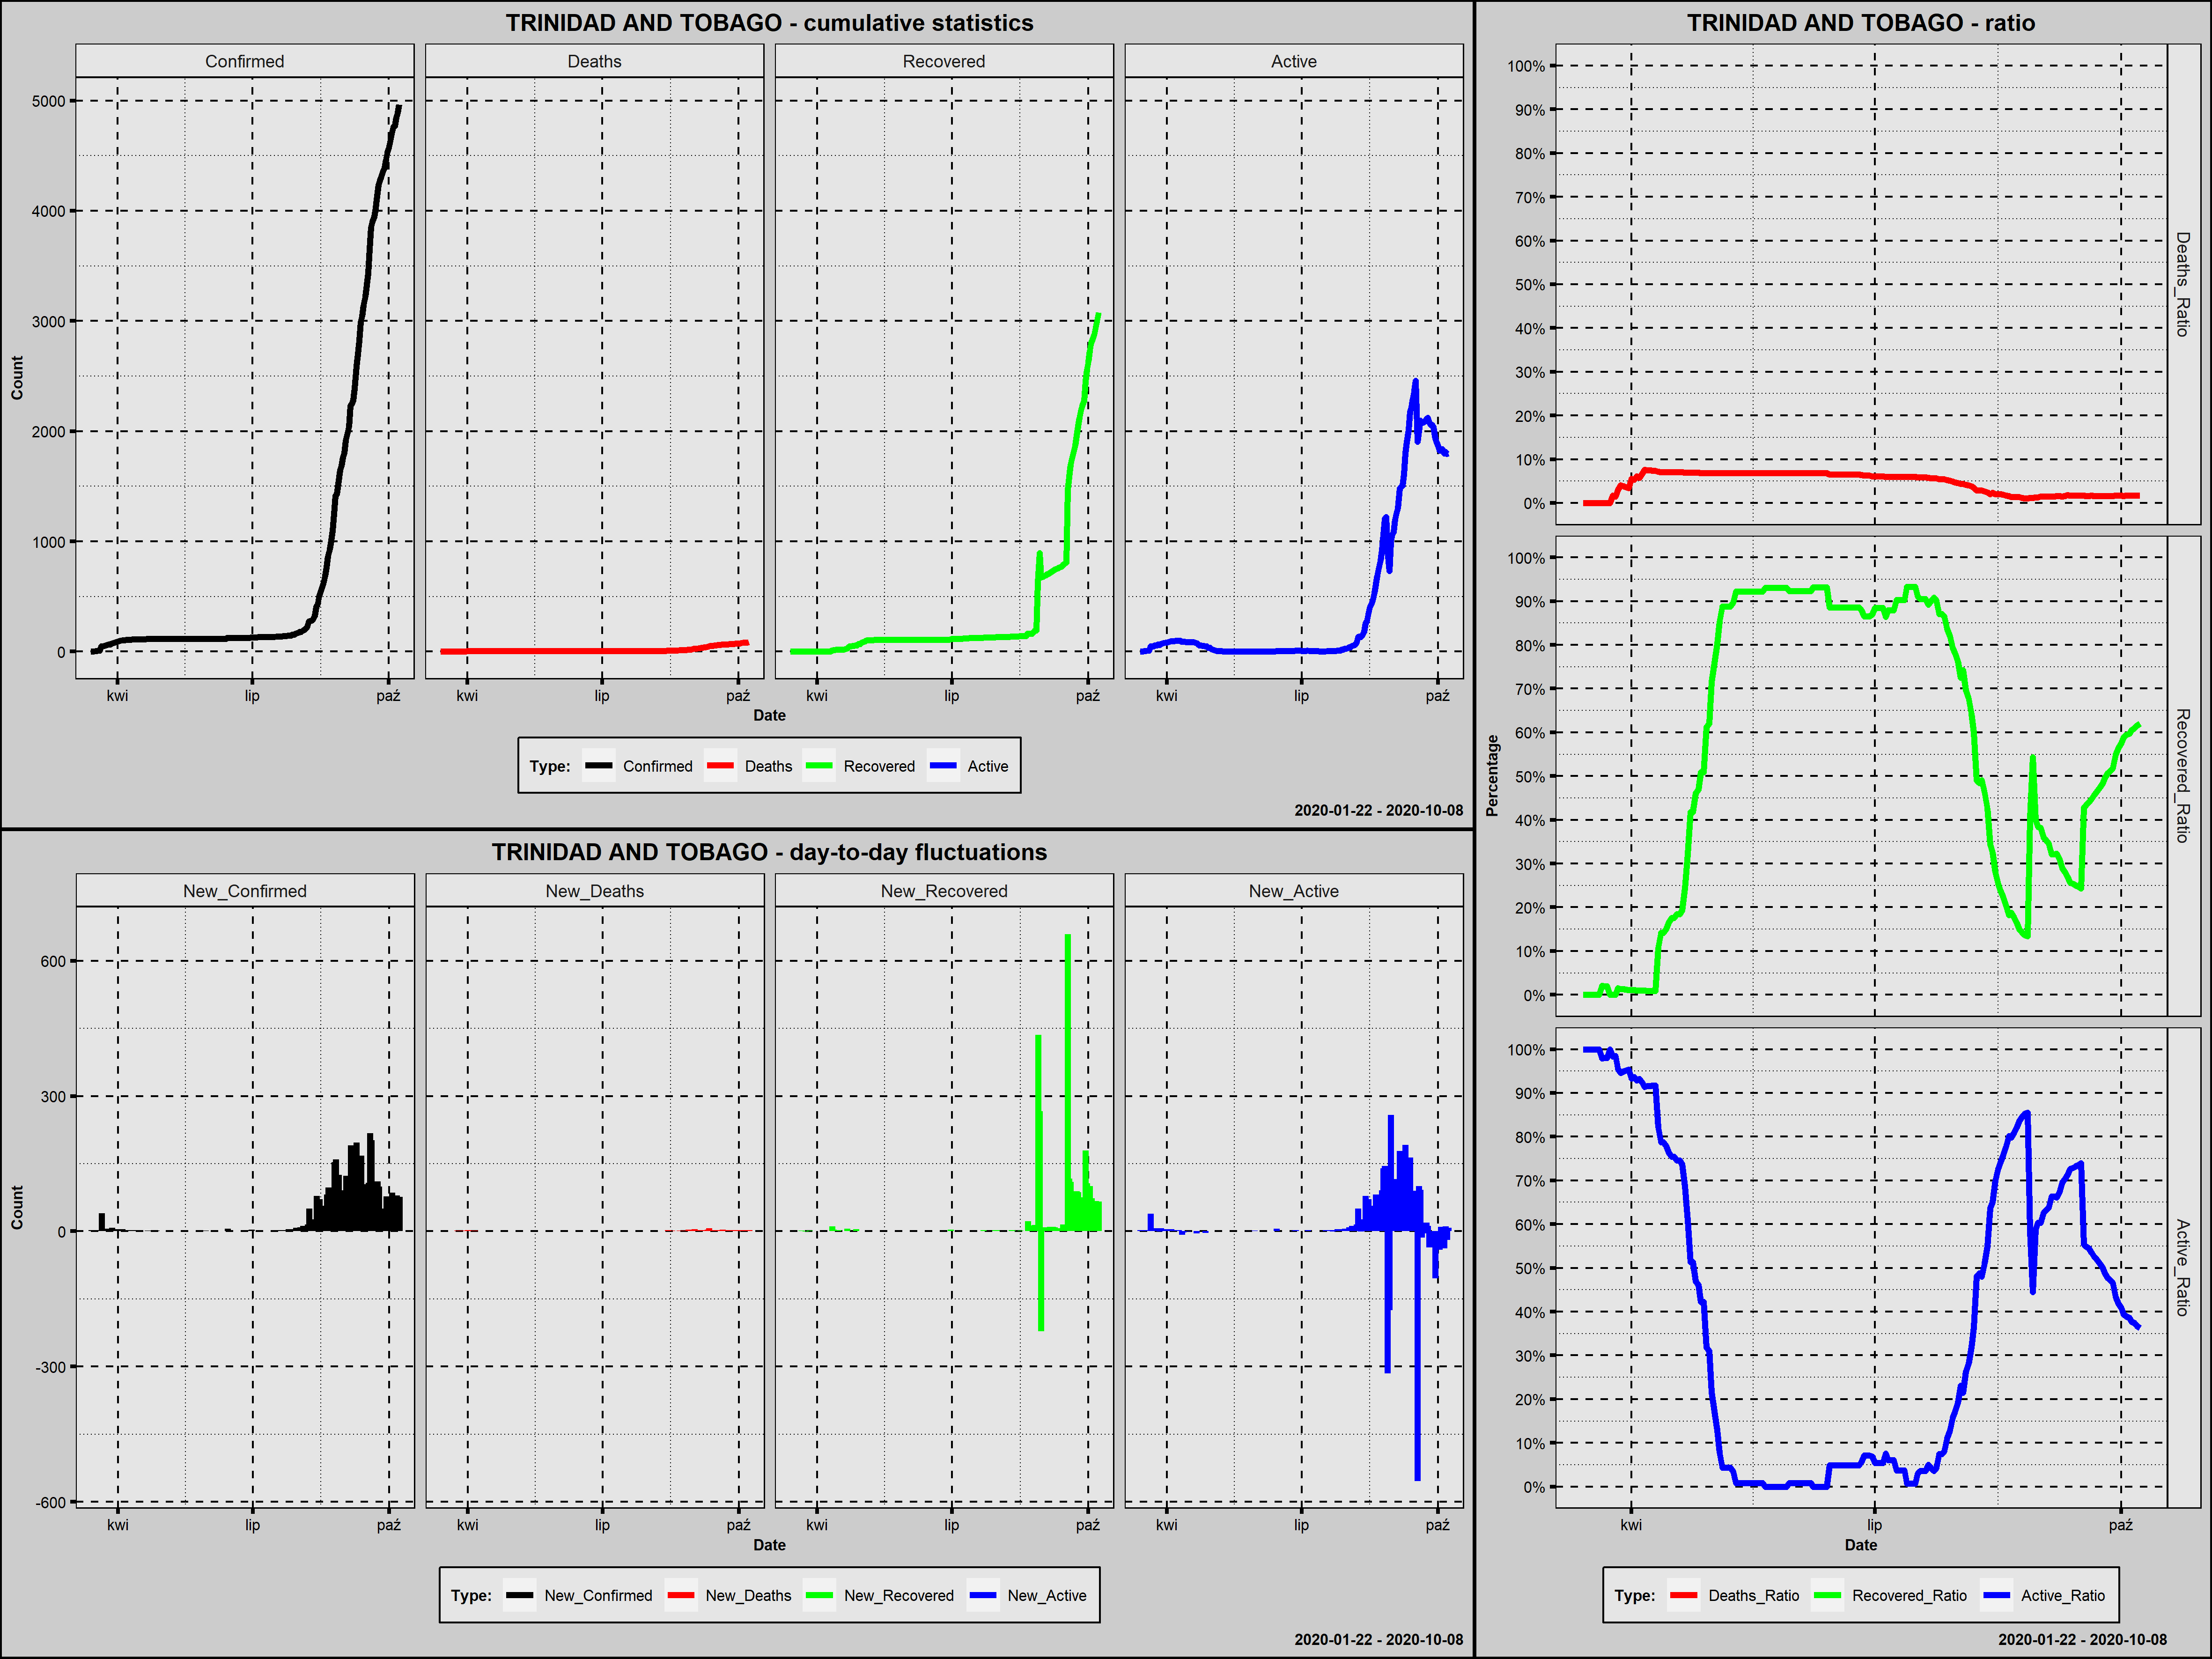 TRINIDAD AND TOBAGO - cumulative statistics
Confirmed Deaths Recovered Active
5000
4000
3000
2000
1000
0
Count
kwi lip paź kwi lip paź kwi lip paź kwi lip paź
Date
Type: Confirmed Deaths Recovered Active
2020-01-22 - 2020-10-08
TRINIDAD AND TOBAGO - day-to-day fluctuations
New_Confirmed New_Deaths New_Recovered New_Active
600
300
0
-300
-600
Count
kwi lip paź kwi lip paź kwi lip paź kwi lip paź
Date
Type: New_Confirmed New_Deaths New_Recovered New_Active
2020-01-22 - 2020-10-08
TRINIDAD AND TOBAGO - ratio
100%
90%
80%
70%
60%
50%
40%
30%
20%
10%
0%
Deaths_Ratio
100%
90%
80%
70%
60%
50%
40%
30%
20%
10%
0%
Recovered_Ratio
Percentage
100%
90%
80%
70%
60%
50%
40%
30%
20%
10%
0%
Active_Ratio
kwi lip paź
Date
Type: Deaths_Ratio Recovered_Ratio Active_Ratio
2020-01-22 - 2020-10-08